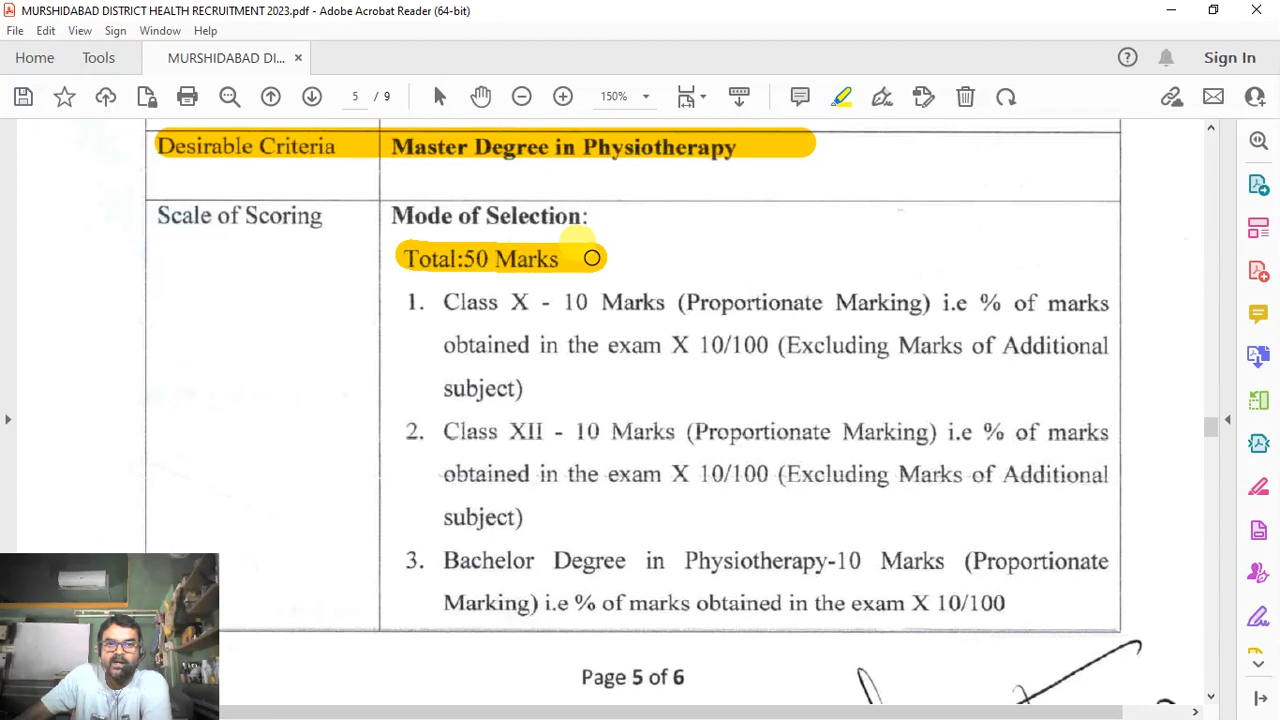 MURSHIDABAD DISTRICT HEALTH RECRUITMENT 2023.pdf - Adobe Acrobat Reader (64-bit)
File Edit View Sign Window Help
Home Tools MURSHIDABAD DI... Sign In
5 / 9 150%
Desirable Criteria Master Degree in Physiotherapy
Scale of Scoring Mode of Selection:
Total:50 Marks
1. Class X - 10 Marks (Proportionate Marking) i.e % of marks
obtained in the exam X 10/100 (Excluding Marks of Additional
subject)
2. Class XII - 10 Marks (Proportionate Marking) i.e % of marks
obtained in the exam X 10/100 (Excluding Marks of Additional
subject)
3. Bachelor Degree in Physiotherapy-10 Marks (Proportionate
Marking) i.e % of marks obtained in the exam X 10/100
Page 5 of 6